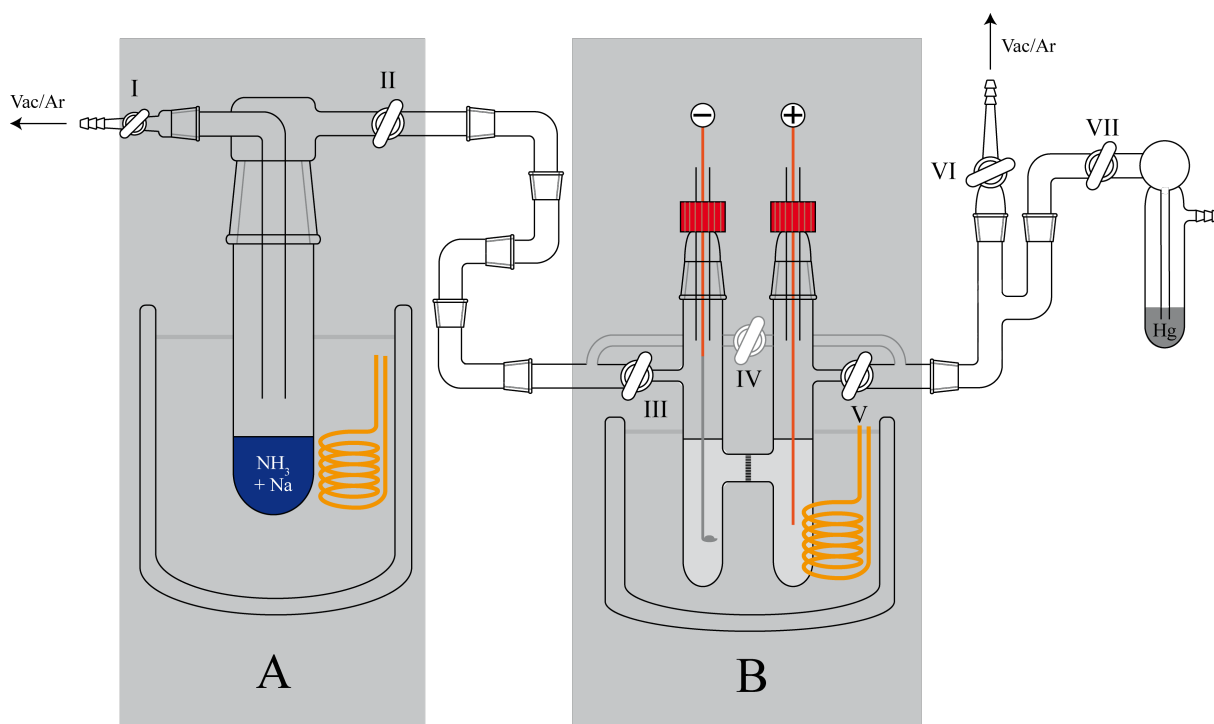 Vac/Ar
I
II
Vac/Ar
VI
VII
−
+
III
IV
V
Hg
NH₃
+ Na
A
B